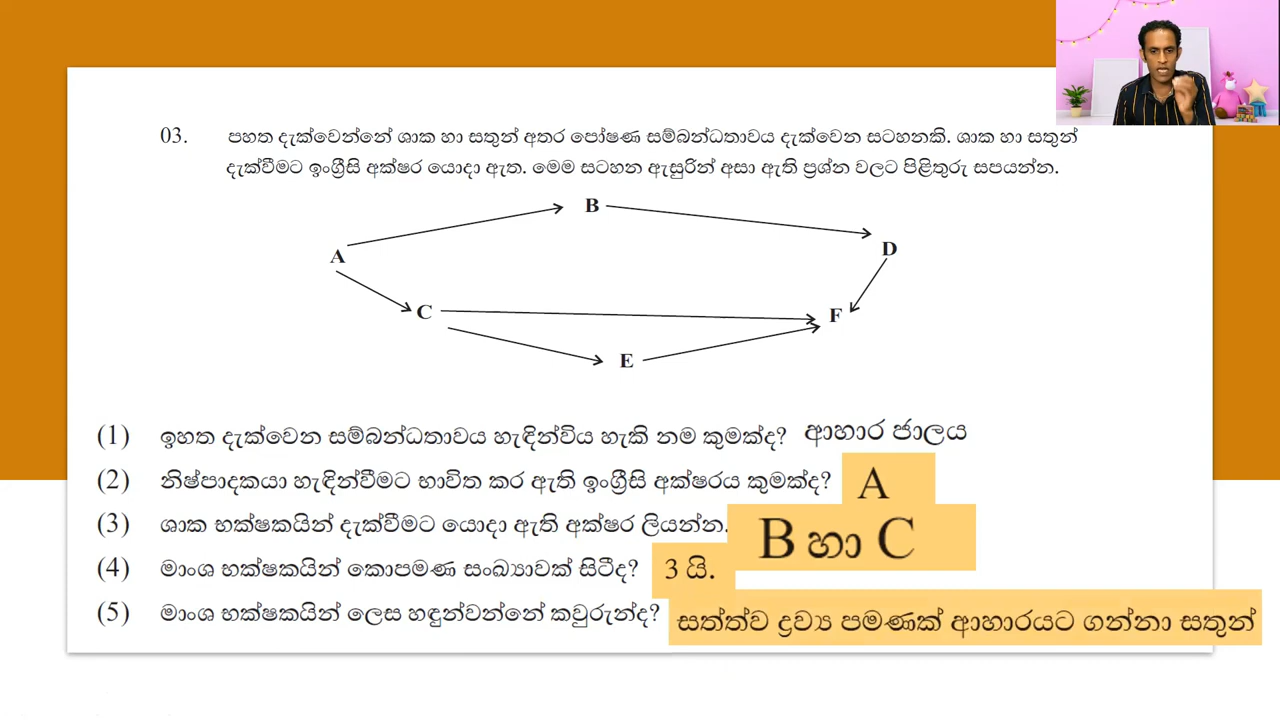 03. පහත දැක්වෙන්නේ ශාක හා සතුන් අතර පෝෂණ සම්බන්ධතාවය දැක්වෙන සටහනකි. ශාක හා සතුන්
දැක්වීමට ඉංග්‍රීසි අක්ෂර යොදා ඇත. මෙම සටහන ඇසුරින් අසා ඇති ප්‍රශ්න වලට පිළිතුරු සපයන්න.
B
D
A
C
F
E
(1) ඉහත දැක්වෙන සම්බන්ධතාවය හැඳින්විය හැකි නම කුමක්ද? ආහාර ජාලය
(2) නිෂ්පාදකයා හැඳින්වීමට භාවිත කර ඇති ඉංග්‍රීසි අක්ෂරය කුමක්ද? A
(3) ශාක භක්ෂකයින් දැක්වීමට යොදා ඇති අක්ෂර ලියන්න. B හා C
(4) මාංශ භක්ෂකයින් කොපමණ සංඛ්‍යාවක් සිටීද? 3 යි.
(5) මාංශ භක්ෂකයින් ලෙස හඳුන්වන්නේ කවුරුන්ද? සත්ත්ව ද්‍රව්‍ය පමණක් ආහාරයට ගන්නා සතුන්